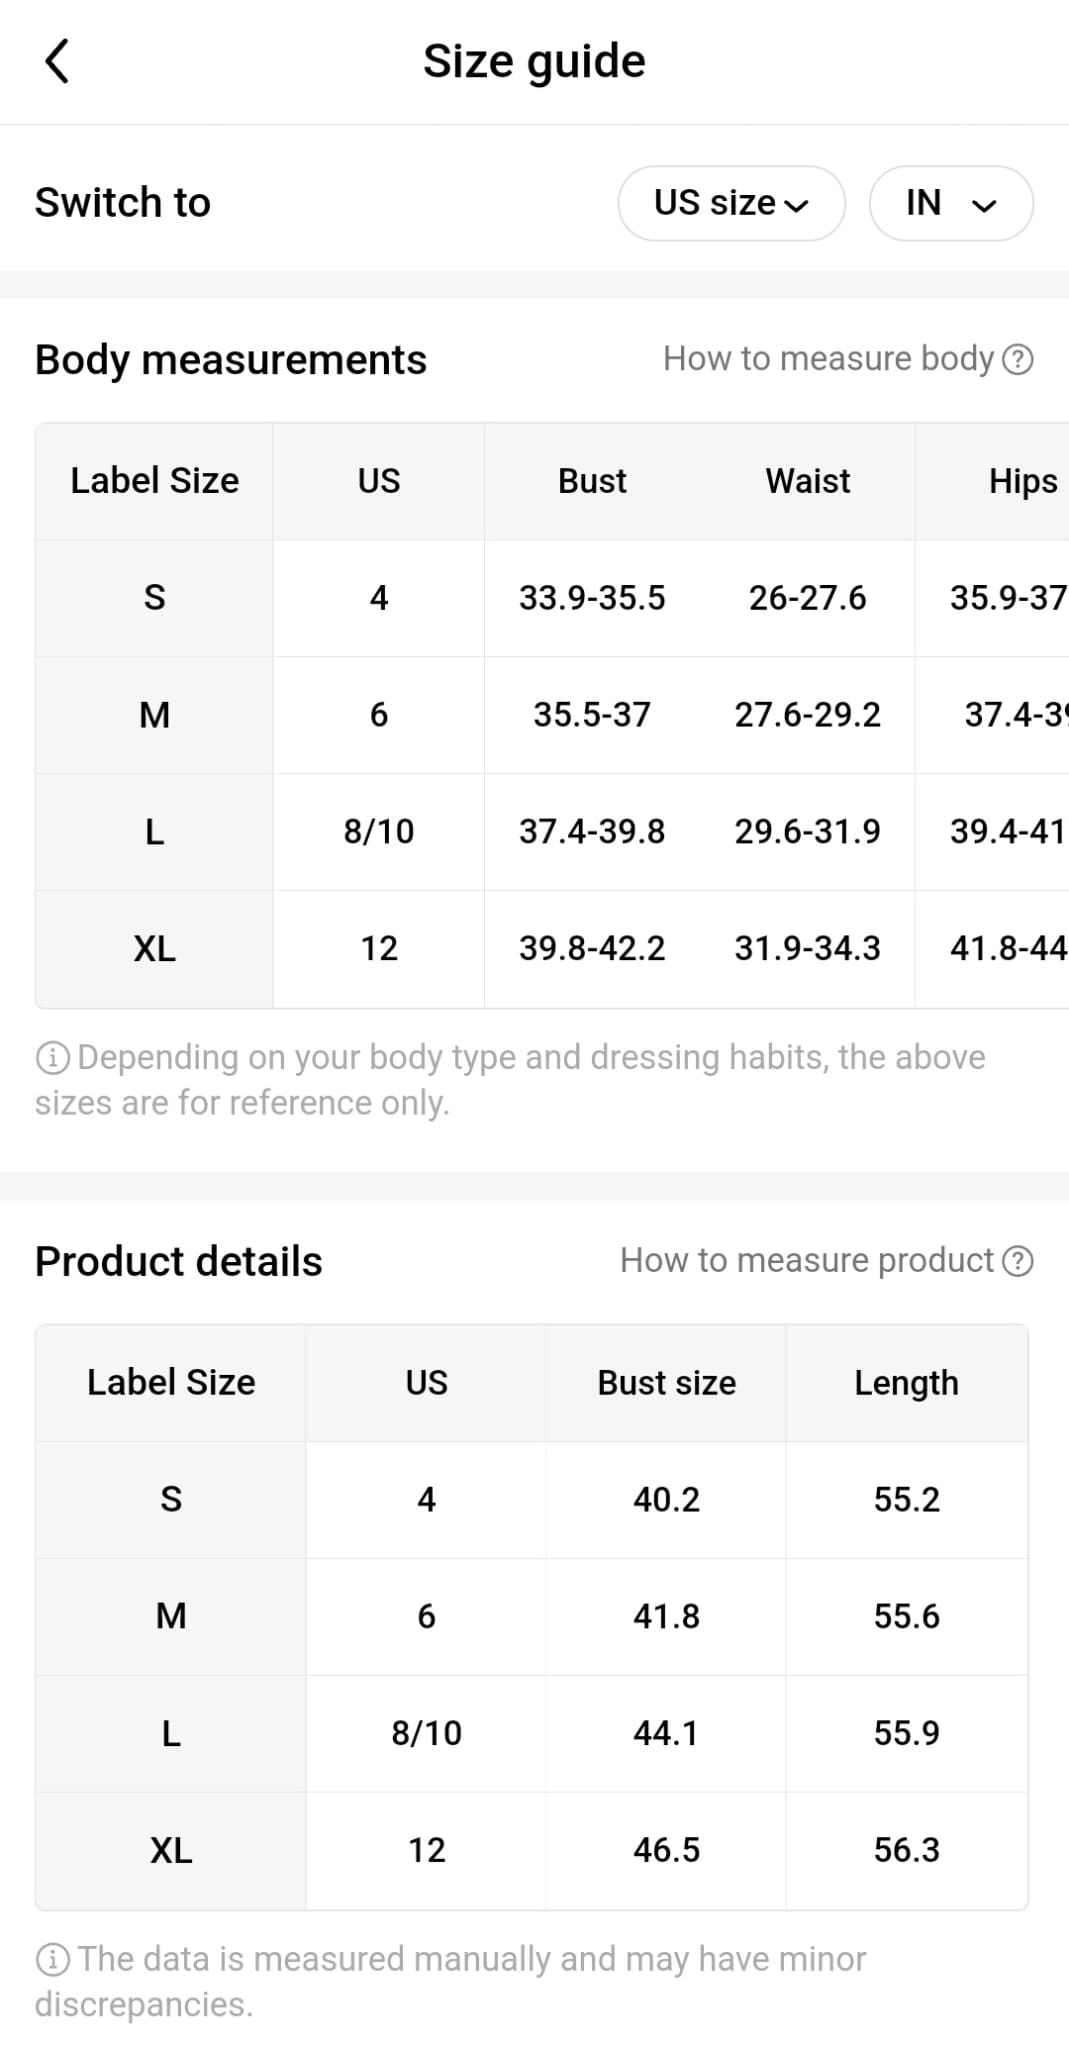 Size guide
Switch to US size IN
Body measurements How to measure body ?
Label Size US Bust Waist Hips
S 4 33.9-35.5 26-27.6 35.9-37
M 6 35.5-37 27.6-29.2 37.4-39
L 8/10 37.4-39.8 29.6-31.9 39.4-41
XL 12 39.8-42.2 31.9-34.3 41.8-44
Depending on your body type and dressing habits, the above
sizes are for reference only.
Product details How to measure product ?
Label Size US Bust size Length
S 4 40.2 55.2
M 6 41.8 55.6
L 8/10 44.1 55.9
XL 12 46.5 56.3
The data is measured manually and may have minor
discrepancies.